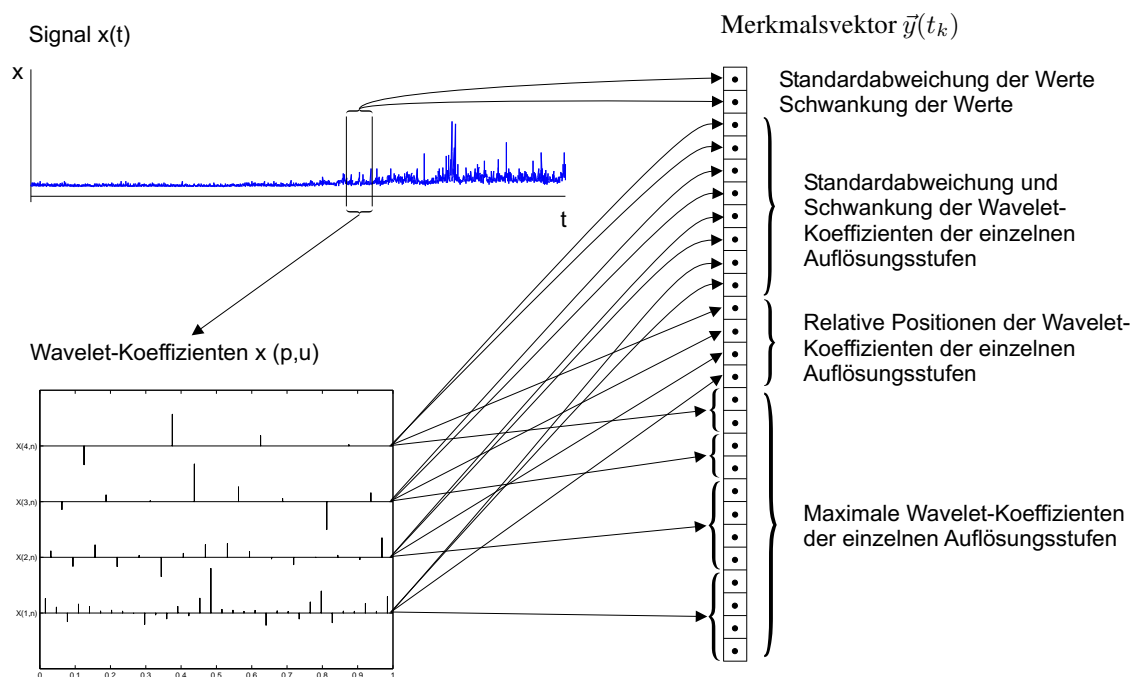 Signal x(t)
Merkmalsvektor y⃗(tₖ)
x
t
Standardabweichung der Werte
Schwankung der Werte
Standardabweichung und
Schwankung der Wavelet-
Koeffizienten der einzelnen
Auflösungsstufen
Relative Positionen der Wavelet-
Koeffizienten der einzelnen
Auflösungsstufen
Maximale Wavelet-Koeffizienten
der einzelnen Auflösungsstufen
Wavelet-Koeffizienten x (p,u)
X(4,n)
X(3,n)
X(2,n)
X(1,n)
0 0.1 0.2 0.3 0.4 0.5 0.6 0.7 0.8 0.9 1